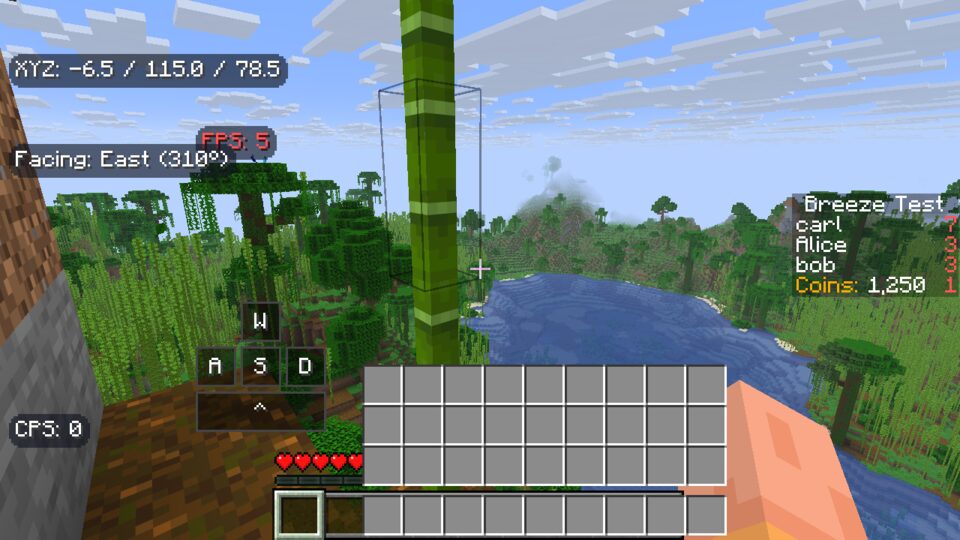 XYZ: -6.5 / 115.0 / 78.5
FPS: 5
Facing: East (310º)
Breeze Test
carl 7
Alice 3
bob 3
Coins: 1,250 1
W
A S D
^
CPS: 0